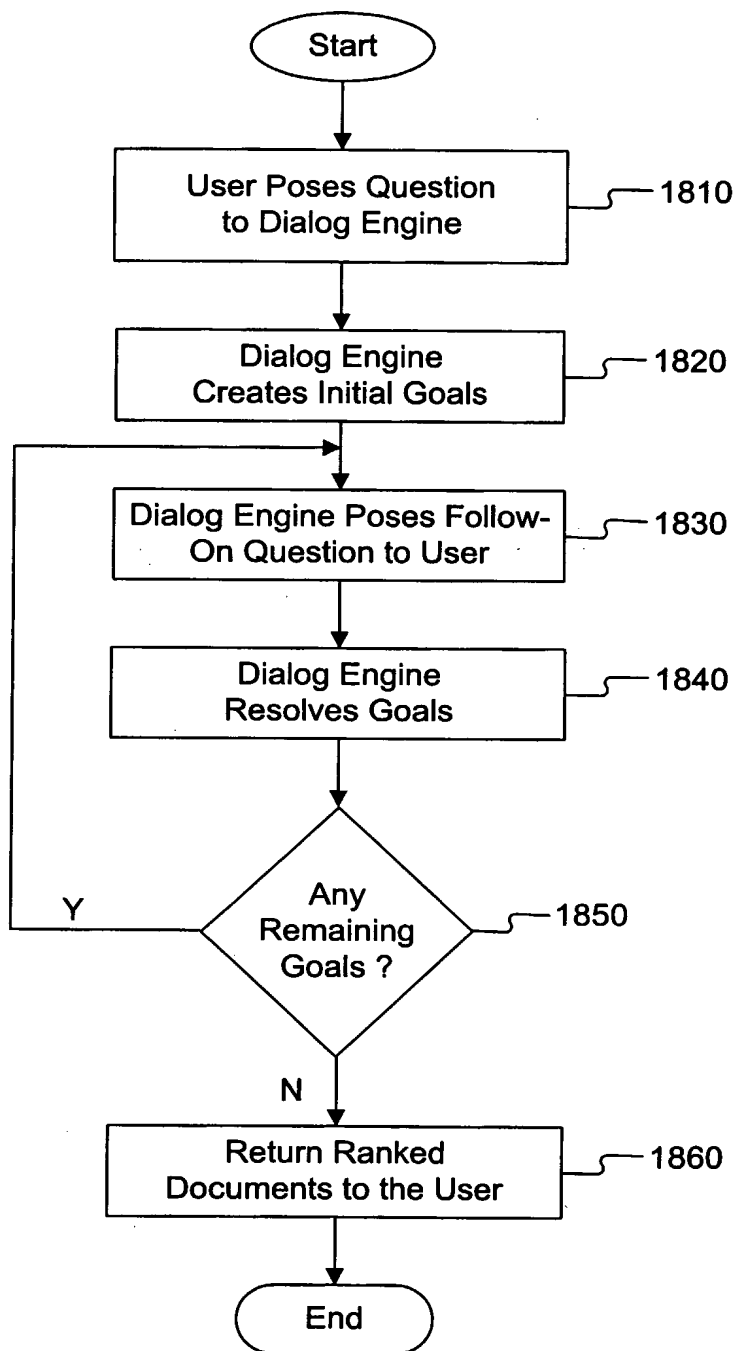 Start
User Poses Question
to Dialog Engine
1810
Dialog Engine
Creates Initial Goals
1820
Dialog Engine Poses Follow-
On Question to User
1830
Dialog Engine
Resolves Goals
1840
Any
Remaining
Goals ?
1850
Y
N
Return Ranked
Documents to the User
1860
End